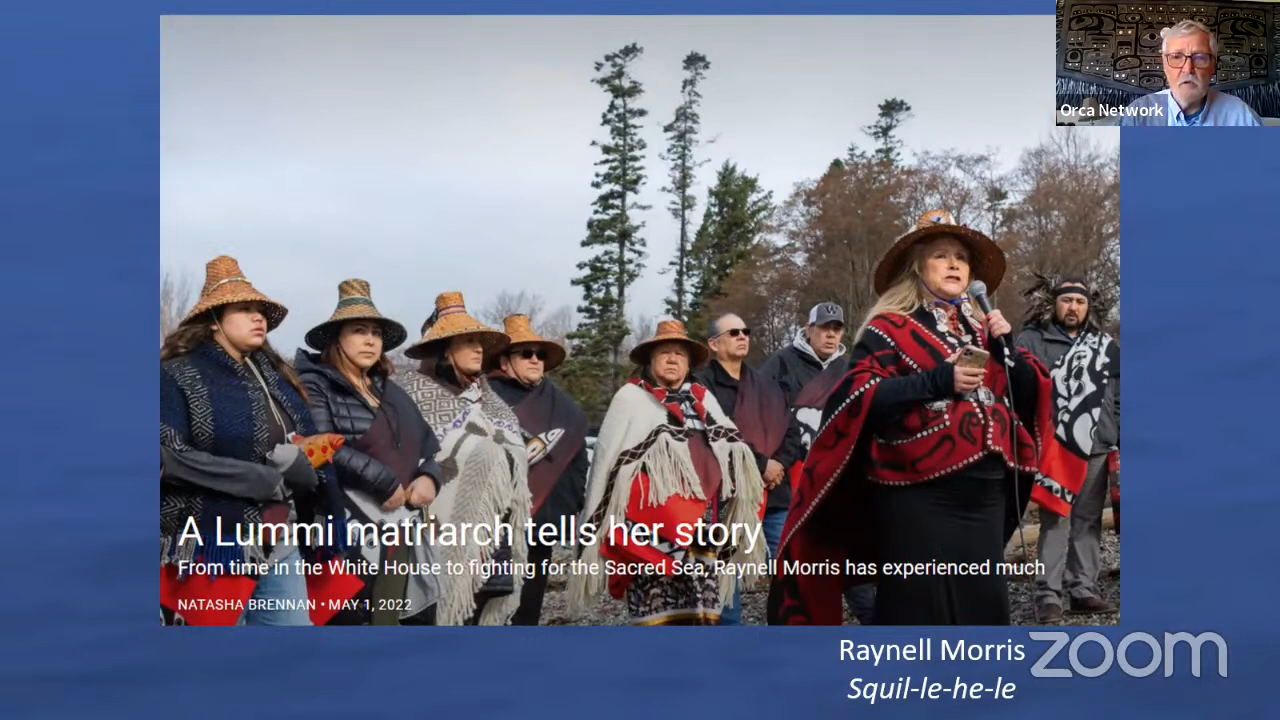 Orca Network
A Lummi matriarch tells her story
From time in the White House to fighting for the Sacred Sea, Raynell Morris has experienced much
NATASHA BRENNAN • MAY 1, 2022
Raynell Morris
Squil-le-he-le
zoom